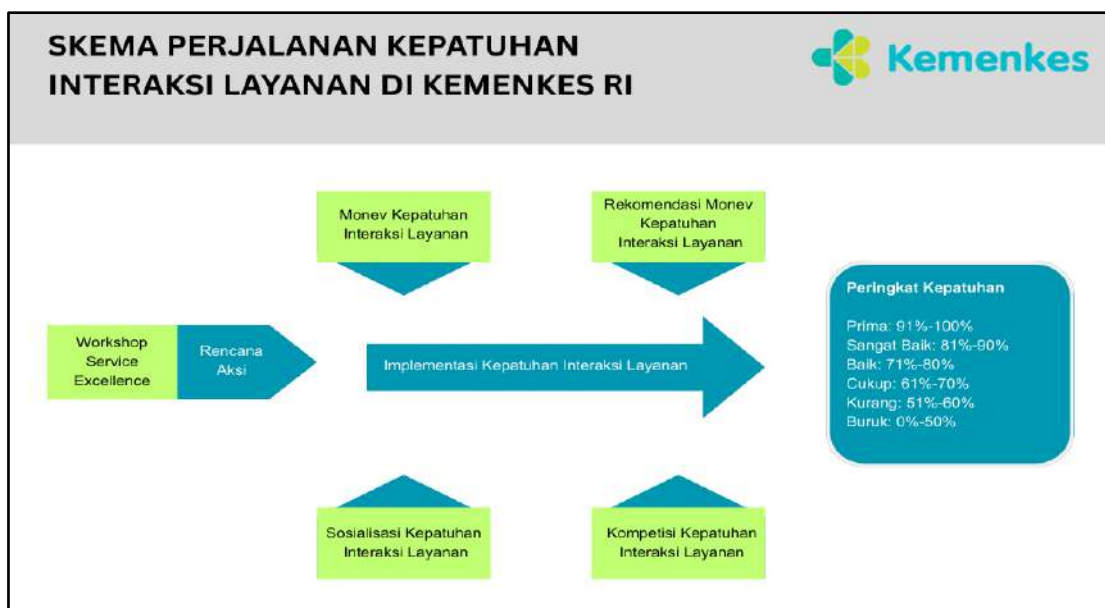 SKEMA PERJALANAN KEPATUHAN
INTERAKSI LAYANAN DI KEMENKES RI
Kemenkes
Monev Kepatuhan
Interaksi Layanan
Rekomendasi Monev
Kepatuhan
Interaksi Layanan
Workshop
Service
Excellence
Rencana
Aksi
Implementasi Kepatuhan Interaksi Layanan
Peringkat Kepatuhan
Prima: 91%-100%
Sangat Baik: 81%-90%
Baik: 71%-80%
Cukup: 61%-70%
Kurang: 51%-60%
Buruk: 0%-50%
Sosialisasi Kepatuhan
Interaksi Layanan
Kompetisi Kepatuhan
Interaksi Layanan